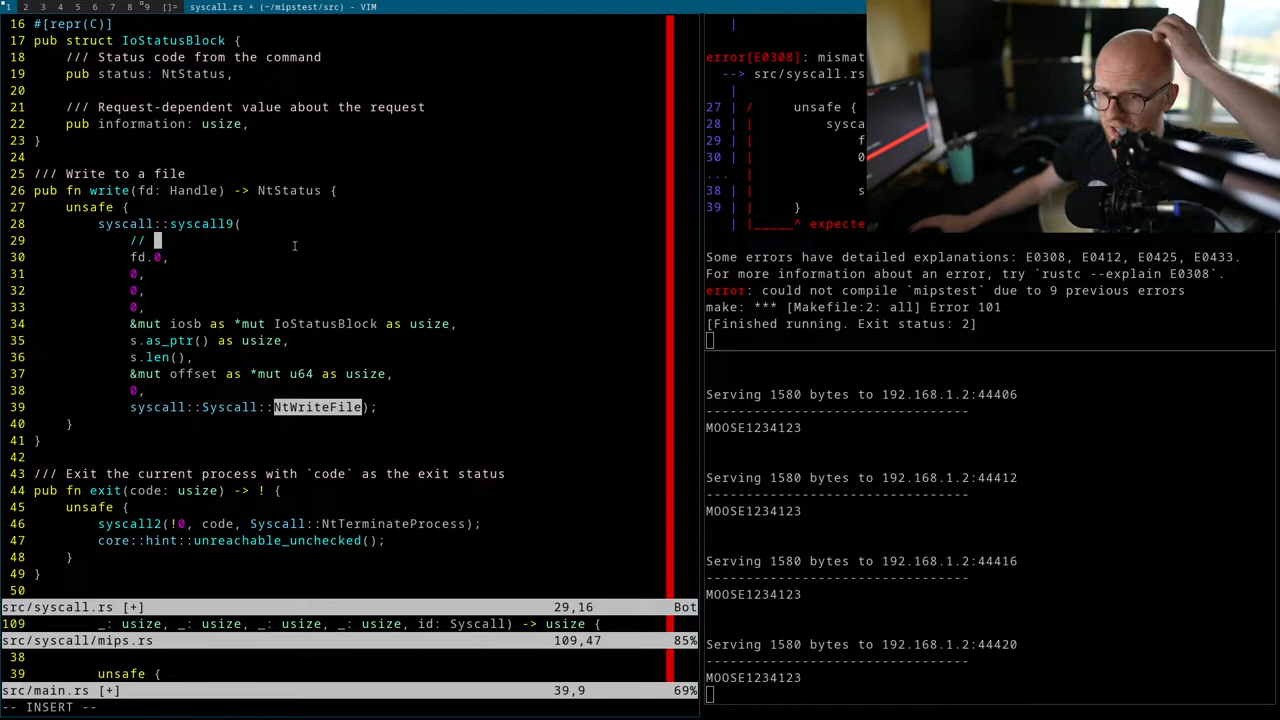 1 2 3 4 5 6 7 8 9 []= syscall.rs + (~/mipstest/src) - VIM
16 #[repr(C)]
17 pub struct IoStatusBlock {
18     /// Status code from the command
19     pub status: NtStatus,
20
21     /// Request-dependent value about the request
22     pub information: usize,
23 }
24
25 /// Write to a file
26 pub fn write(fd: Handle) -> NtStatus {
27     unsafe {
28         syscall::syscall9(
29             //
30             fd.0,
31             0,
32             0,
33             0,
34             &mut iosb as *mut IoStatusBlock as usize,
35             s.as_ptr() as usize,
36             s.len(),
37             &mut offset as *mut u64 as usize,
38             0,
39             syscall::Syscall::NtWriteFile);
40     }
41 }
42
43 /// Exit the current process with `code` as the exit status
44 pub fn exit(code: usize) -> ! {
45     unsafe {
46         syscall2(!0, code, Syscall::NtTerminateProcess);
47         core::hint::unreachable_unchecked();
48     }
49 }
50
src/syscall.rs [+] 29,16 Bot
109         _: usize, _: usize, _: usize, _: usize, id: Syscall) -> usize {
src/syscall/mips.rs 109,47 85%
38
39         unsafe {
src/main.rs [+] 39,9 69%
-- INSERT --
|
error[E0308]: mismat
--> src/syscall.rs
|
27 | /     unsafe {
28 | |         sysca
29 | |             f
30 | |             0
... |
38 | |             s
39 | |     }
| |_____^ expecte
Some errors have detailed explanations: E0308, E0412, E0425, E0433.
For more information about an error, try `rustc --explain E0308`.
error: could not compile `mipstest` due to 9 previous errors
make: *** [Makefile:2: all] Error 101
[Finished running. Exit status: 2]
Serving 1580 bytes to 192.168.1.2:44406
---------------------------------
MOOSE1234123
Serving 1580 bytes to 192.168.1.2:44412
---------------------------------
MOOSE1234123
Serving 1580 bytes to 192.168.1.2:44416
---------------------------------
MOOSE1234123
Serving 1580 bytes to 192.168.1.2:44420
---------------------------------
MOOSE1234123